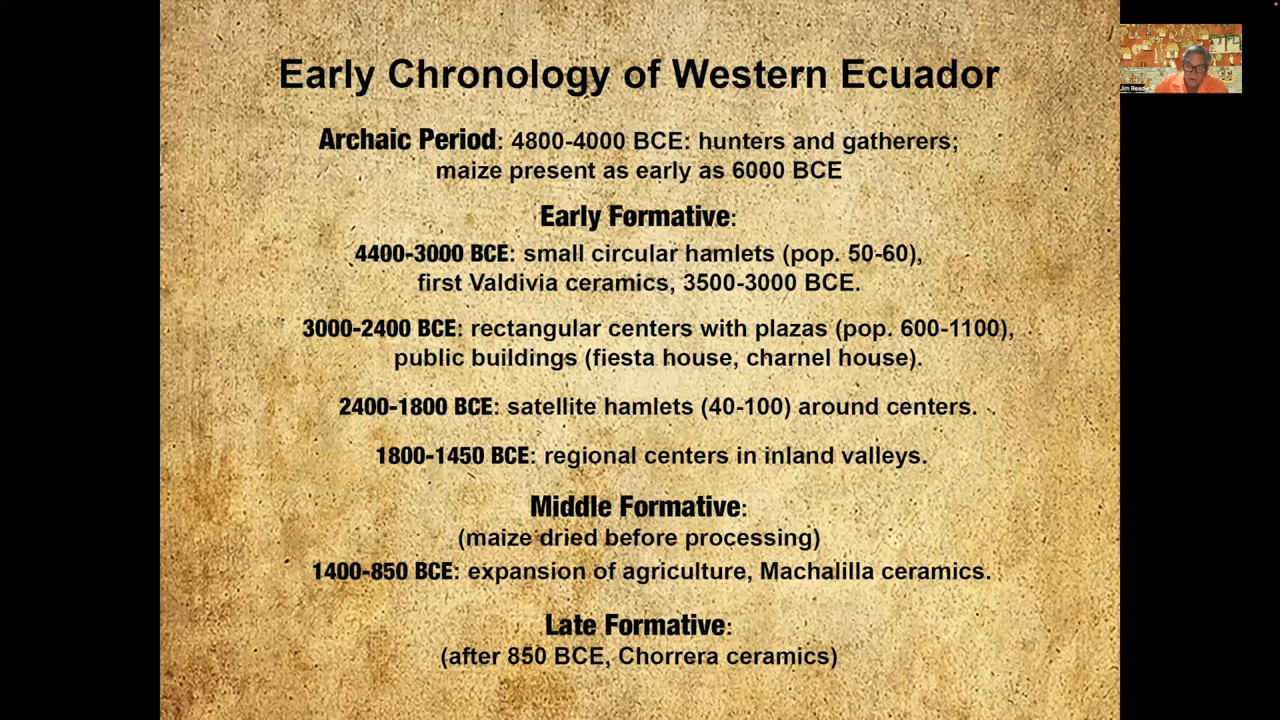 Early Chronology of Western Ecuador
Archaic Period: 4800-4000 BCE: hunters and gatherers;
maize present as early as 6000 BCE
Early Formative:
4400-3000 BCE: small circular hamlets (pop. 50-60),
first Valdivia ceramics, 3500-3000 BCE.
3000-2400 BCE: rectangular centers with plazas (pop. 600-1100),
public buildings (fiesta house, charnel house).
2400-1800 BCE: satellite hamlets (40-100) around centers.
1800-1450 BCE: regional centers in inland valleys.
Middle Formative:
(maize dried before processing)
1400-850 BCE: expansion of agriculture, Machalilla ceramics.
Late Formative:
(after 850 BCE, Chorrera ceramics)
Jim Reed